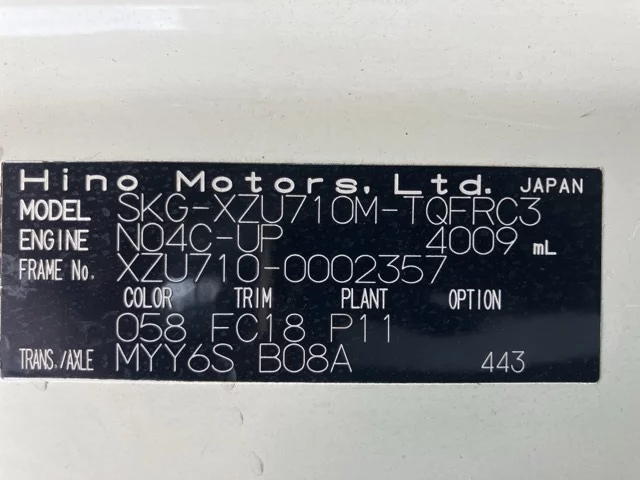 Hino Motors, Ltd. JAPAN
MODEL SKG-XZU710M-TQFRC3
ENGINE N04C-UP 4009 mL
FRAME No. XZU710-0002357
COLOR TRIM PLANT OPTION
058 FC18 P11
TRANS./AXLE MYY6S B08A 443